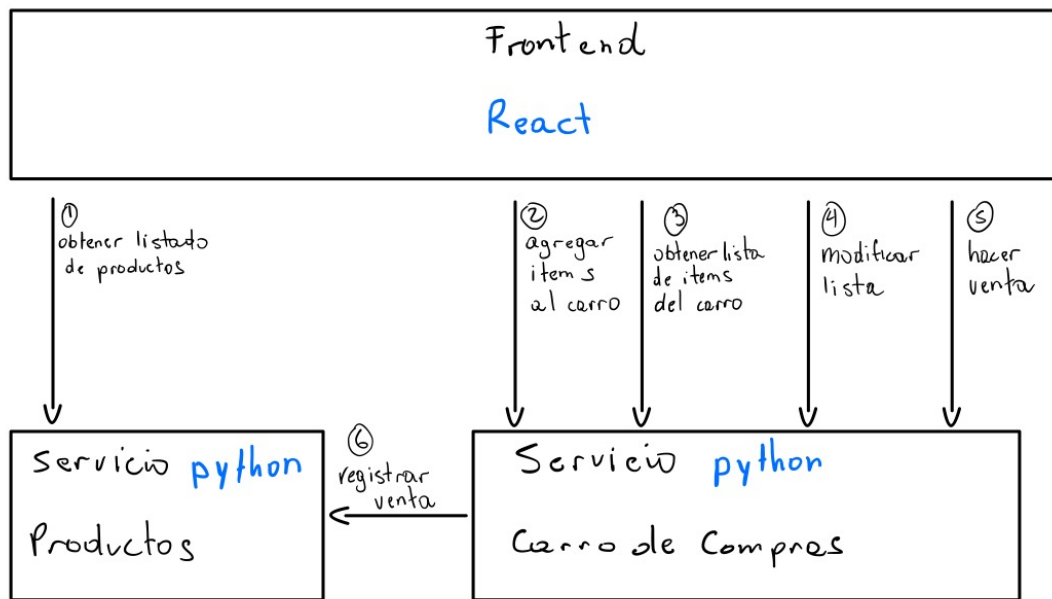 Frontend
React
①
obtener listado
de productos
②
agregar
items
al carro
③
obtener lista
de items
del carro
④
modificar
lista
⑤
hacer
venta
Servicio python
Productos
⑥
registrar
venta
Servicio python
Carro de Compras